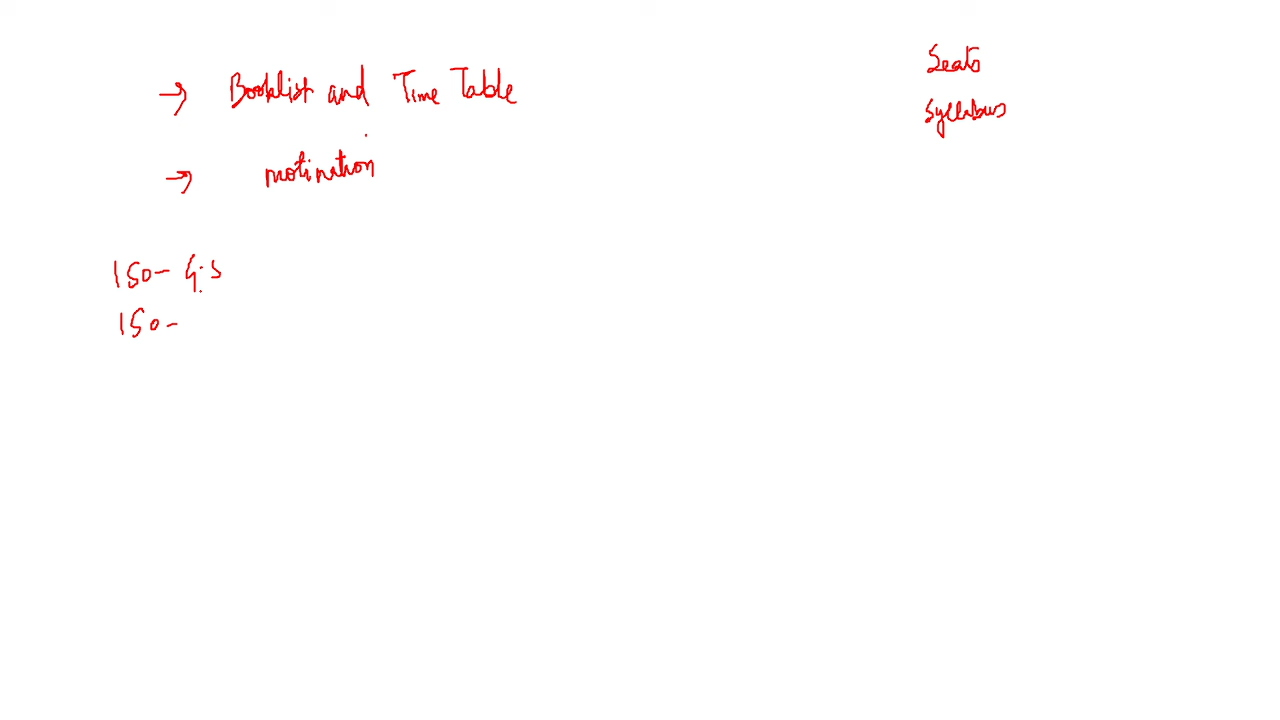 → Booklist and Time Table
→ motivation
Seats
Syllabus
150- G.S
150-